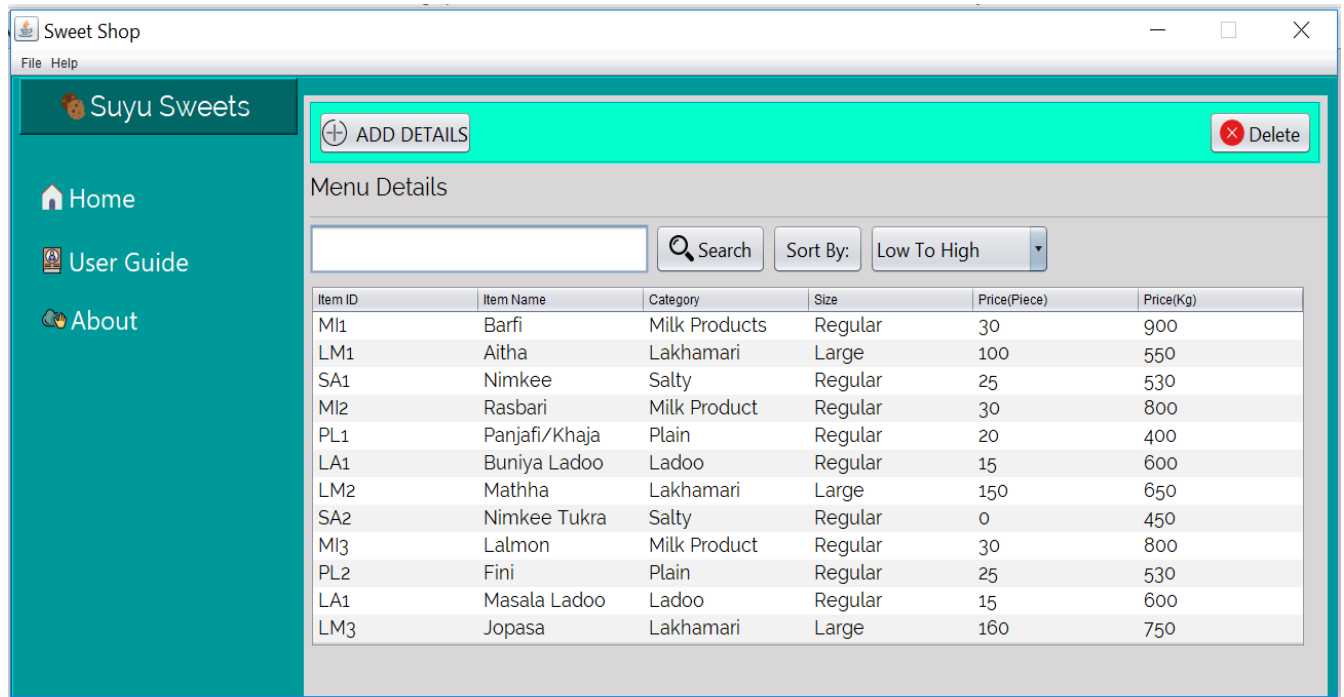 Sweet Shop
File Help
Suyu Sweets
ADD DETAILS Delete
Home
User Guide
About
Menu Details
Search Sort By: Low To High
Item ID Item Name Category Size Price(Piece) Price(Kg)
MI1 Barfi Milk Products Regular 30 900
LM1 Aitha Lakhamari Large 100 550
SA1 Nimkee Salty Regular 25 530
MI2 Rasbari Milk Product Regular 30 800
PL1 Panjafi/Khaja Plain Regular 20 400
LA1 Buniya Ladoo Ladoo Regular 15 600
LM2 Mathha Lakhamari Large 150 650
SA2 Nimkee Tukra Salty Regular 0 450
MI3 Lalmon Milk Product Regular 30 800
PL2 Fini Plain Regular 25 530
LA1 Masala Ladoo Ladoo Regular 15 600
LM3 Jopasa Lakhamari Large 160 750